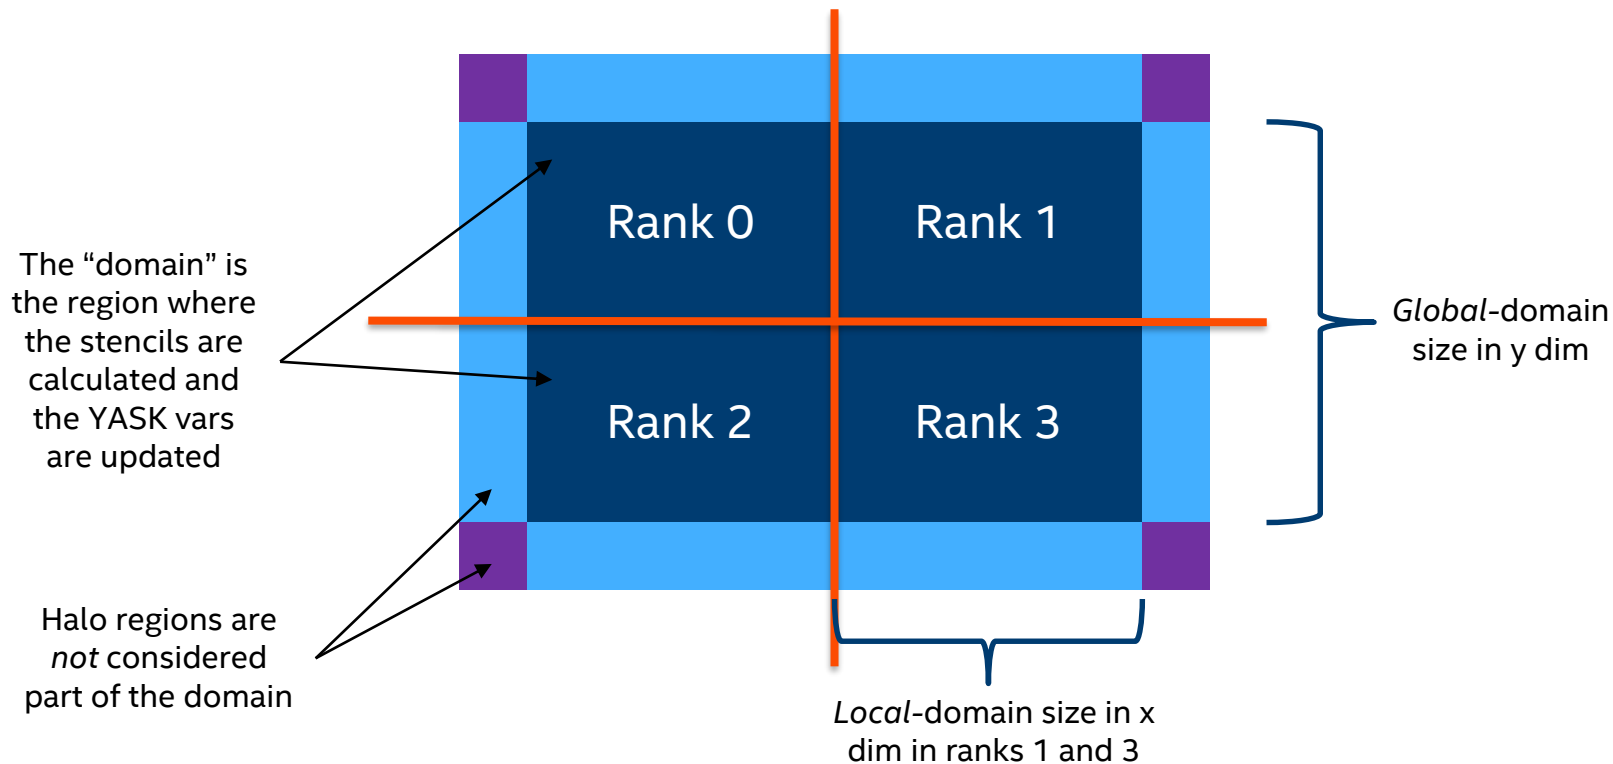 Rank 0
Rank 1
The “domain” is
the region where
the stencils are
calculated and
the YASK vars
are updated
Global-domain
size in y dim
Rank 2
Rank 3
Halo regions are
not considered
part of the domain
Local-domain size in x
dim in ranks 1 and 3